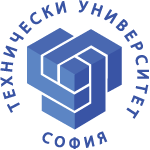 ТЕХНИЧЕСКИ УНИВЕРСИТЕТ
СОФИЯ